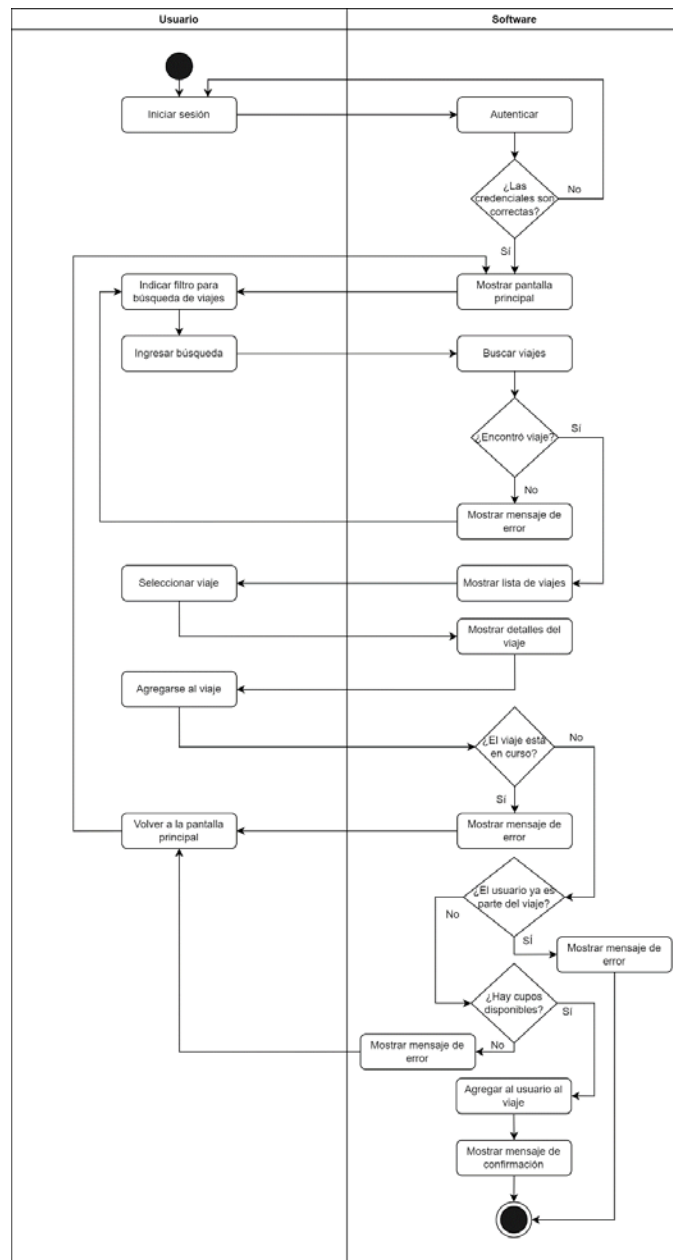 Usuario
Software
Iniciar sesión
Autenticar
¿Las
credenciales son
correctas?
No
Sí
Indicar filtro para
búsqueda de viajes
Mostrar pantalla
principal
Ingresar búsqueda
Buscar viajes
¿Encontró viaje?
Sí
No
Mostrar mensaje de
error
Seleccionar viaje
Mostrar lista de viajes
Mostrar detalles del
viaje
Agregarse al viaje
¿El viaje está
en curso?
No
Sí
Volver a la pantalla
principal
Mostrar mensaje de
error
¿El usuario ya es
parte del viaje?
No
SÍ
Mostrar mensaje de
error
¿Hay cupos
disponibles?
Sí
No
Mostrar mensaje de
error
Agregar al usuario al
viaje
Mostrar mensaje de
confirmación